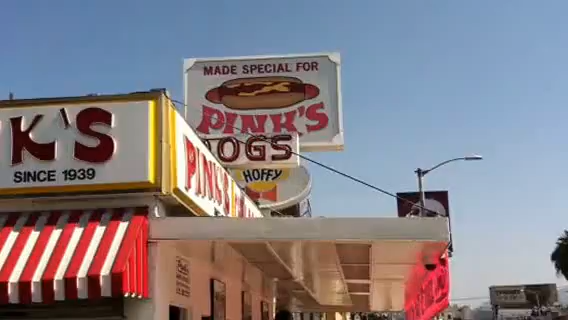 MADE SPECIAL FOR
PINK'S
OGS
HOFFY
K'S
SINCE 1939
PINK'S